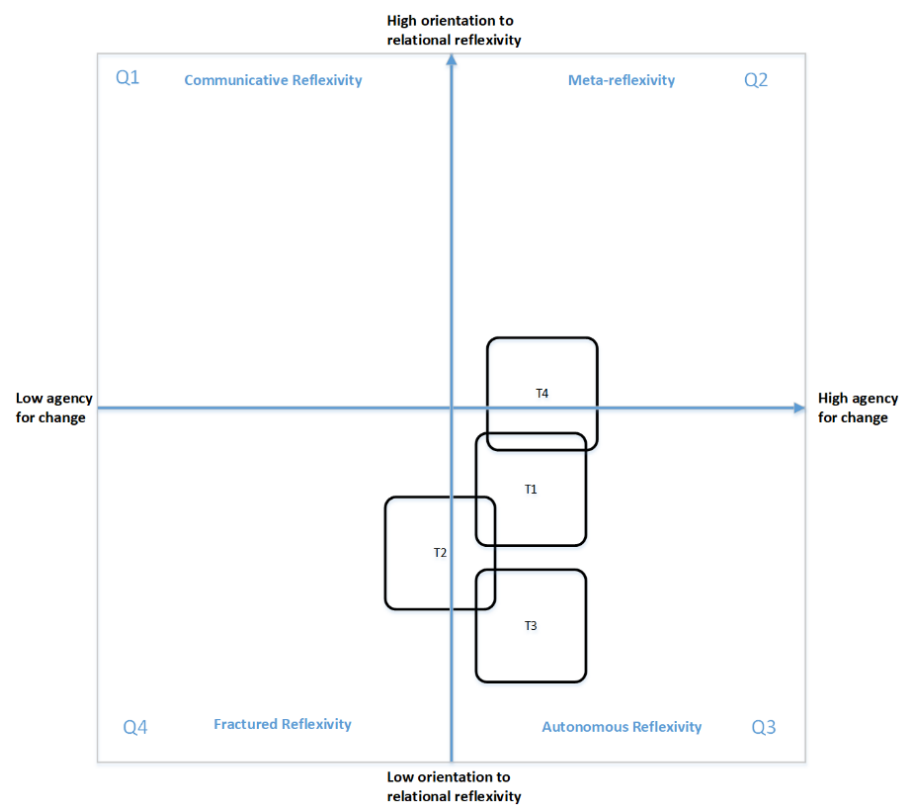 High orientation to
relational reflexivity
Q1
Communicative Reflexivity
Meta-reflexivity
Q2
Low agency
for change
T4
High agency
for change
T1
T2
T3
Q4
Fractured Reflexivity
Autonomous Reflexivity
Q3
Low orientation to
relational reflexivity